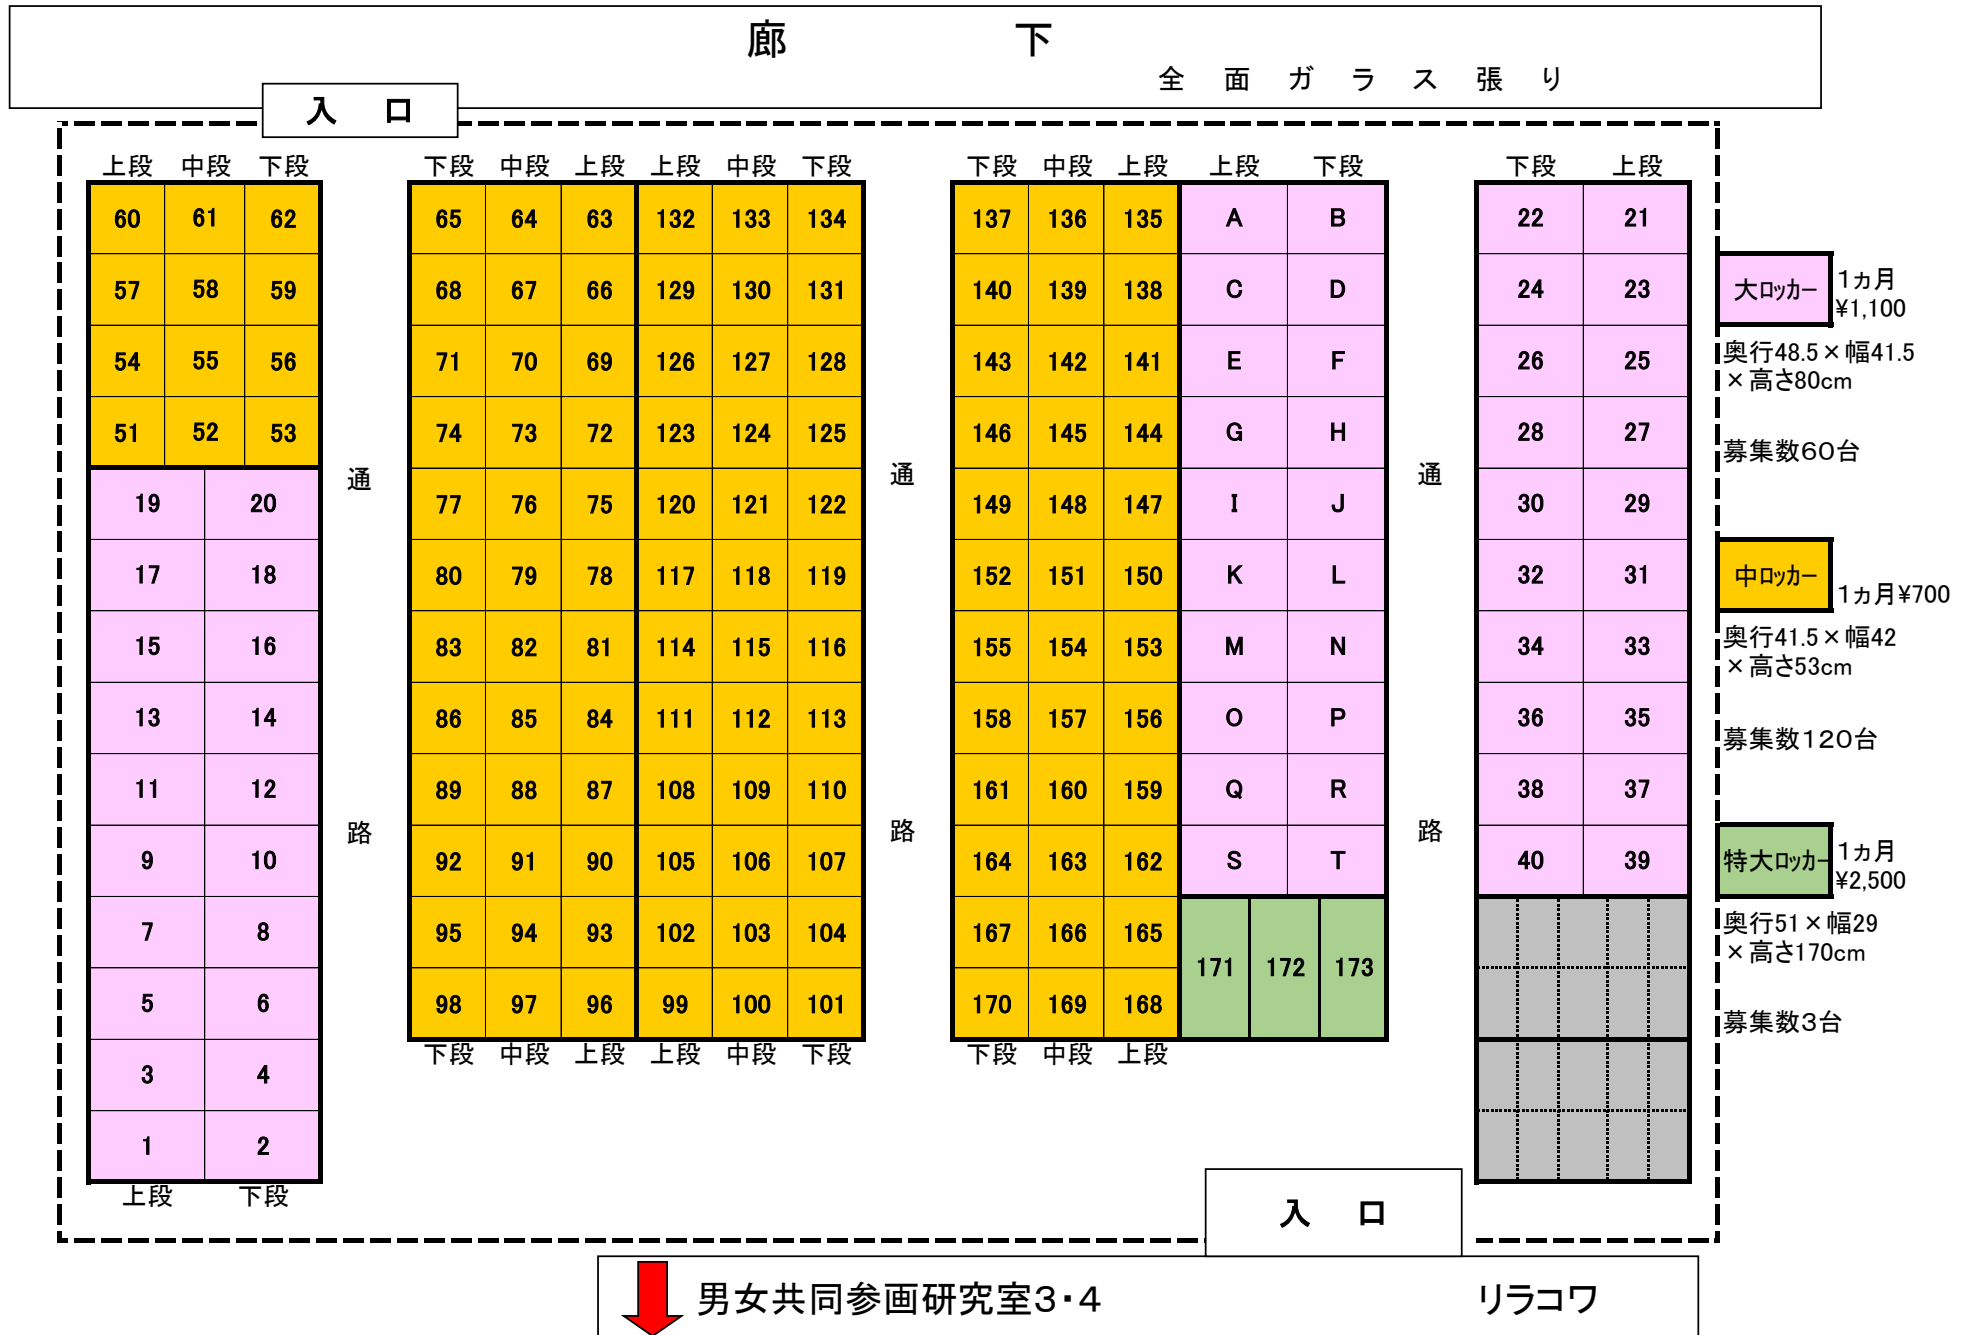 廊 下
全 面 ガ ラ ス 張 り
入 口
上段 中段 下段 下段 中段 上段 上段 中段 下段 下段 中段 上段 上段 下段 下段 上段
60 61 62 65 64 63 132 133 134 137 136 135 A B 22 21
57 58 59 68 67 66 129 130 131 140 139 138 C D 24 23
54 55 56 71 70 69 126 127 128 143 142 141 E F 26 25
51 52 53 74 73 72 123 124 125 146 145 144 G H 28 27
19 20 77 76 75 120 121 122 149 148 147 I J 30 29
17 18 80 79 78 117 118 119 152 151 150 K L 32 31
15 16 83 82 81 114 115 116 155 154 153 M N 34 33
13 14 86 85 84 111 112 113 158 157 156 O P 36 35
11 12 89 88 87 108 109 110 161 160 159 Q R 38 37
9 10 92 91 90 105 106 107 164 163 162 S T 40 39
7 8 95 94 93 102 103 104 167 166 165 171 172 173
5 6 98 97 96 99 100 101 170 169 168
3 4
1 2
上段 下段
下段 中段 上段 上段 中段 下段 下段 中段 上段
通 路
通 路
通 路
大ロッカー
1ヵ月
¥1,100
奥行48.5×幅41.5
×高さ80cm
募集数60台
中ロッカー
1ヵ月¥700
奥行41.5×幅42
×高さ53cm
募集数120台
特大ロッカー
1ヵ月
¥2,500
奥行51×幅29
×高さ170cm
募集数3台
入 口
男女共同参画研究室3・4 リラコワ